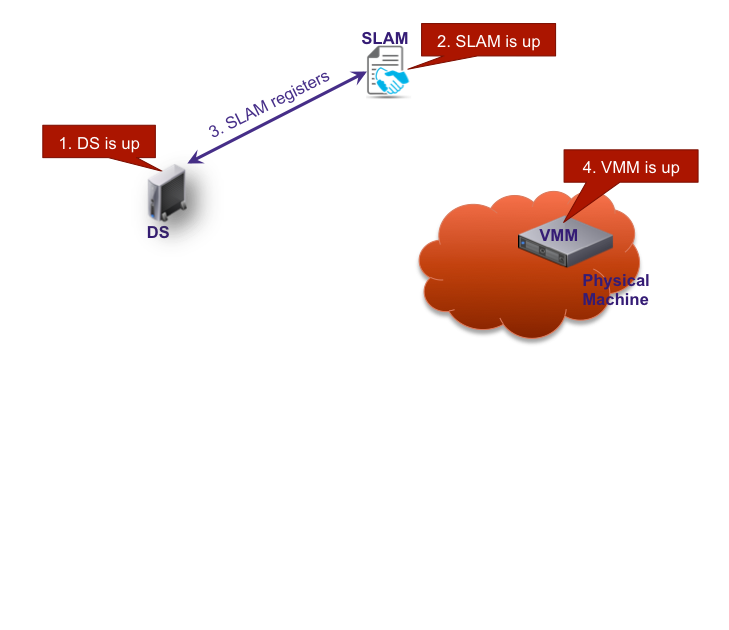 SLAM
2. SLAM is up
3. SLAM registers
1. DS is up
DS
4. VMM is up
VMM
Physical
Machine